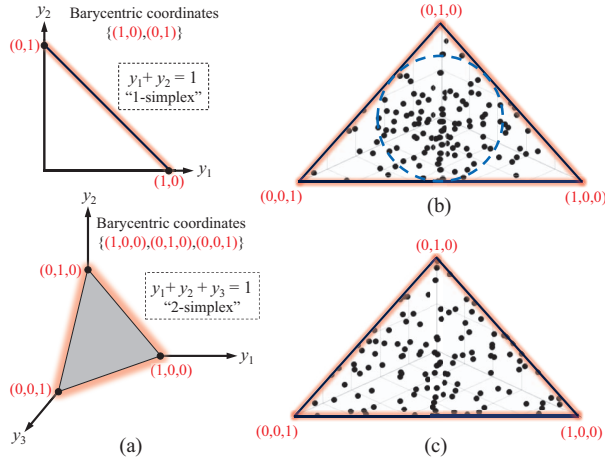 y₂
Barycentric coordinates
{(1,0),(0,1)}
(0,1)
y₁+ y₂ = 1
“1-simplex”
(1,0)
y₁
y₂
Barycentric coordinates
{(1,0,0),(0,1,0),(0,0,1)}
(0,1,0)
y₁+ y₂ + y₃ = 1
“2-simplex”
y₁
(1,0,0)
(0,0,1)
y₃
(a)
(0,1,0)
(0,0,1)
(1,0,0)
(b)
(0,1,0)
(0,0,1)
(1,0,0)
(c)